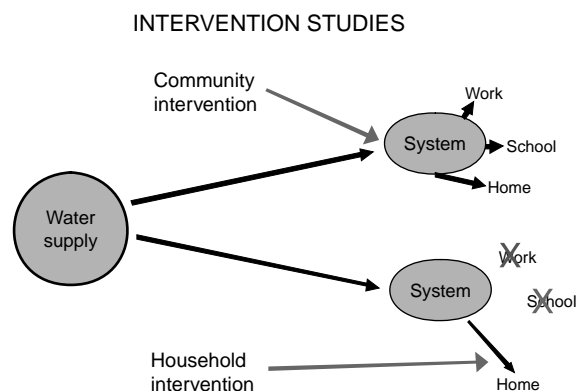 INTERVENTION STUDIES
Community
intervention
Work
System
School
Home
Water
supply
Work
System
School
Household
intervention
Home